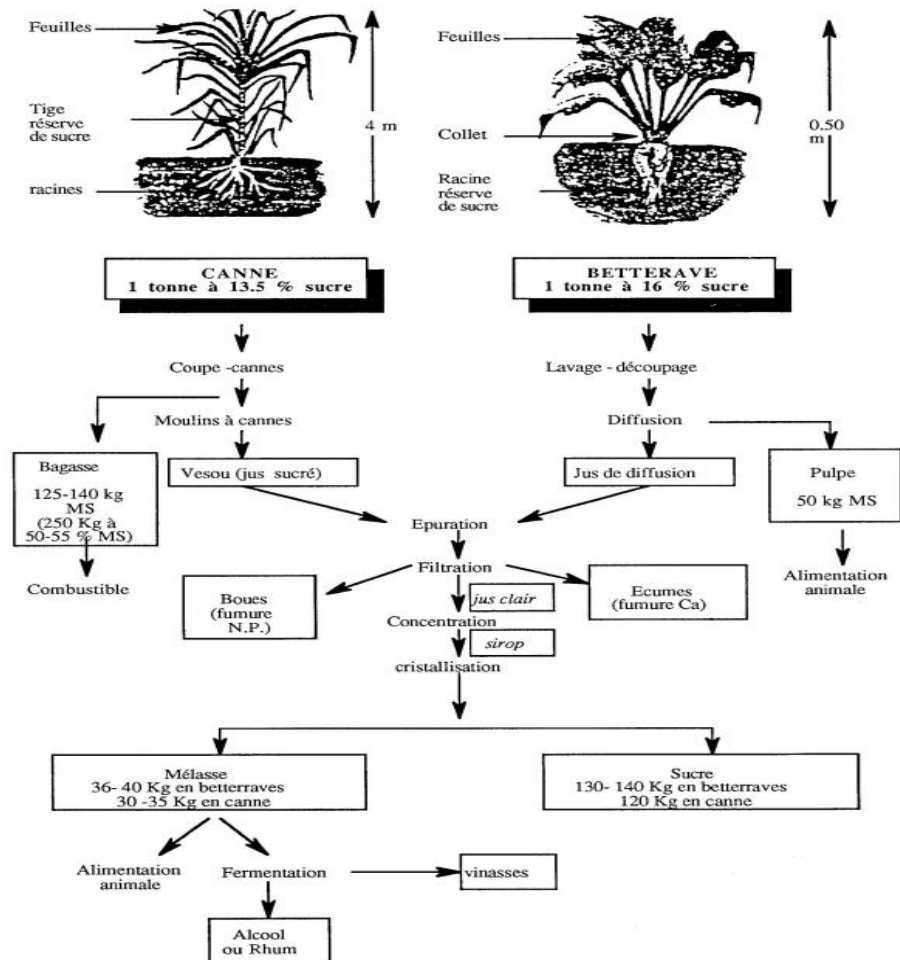 Feuilles
Tige
réserve
de sucre
racines
4 m
Feuilles
Collet
Racine
réserve
de sucre
0.50
m
CANNE
1 tonne à 13.5 % sucre
BETTERAVE
1 tonne à 16 % sucre
Coupe -cannes
Lavage - découpage
Moulins à cannes
Diffusion
Bagasse
125-140 kg
MS
(250 Kg à
50-55 % MS)
Vesou (jus sucré)
Jus de diffusion
Pulpe
50 kg MS
Epuration
Combustible
Filtration
Alimentation
animale
Boues
(fumure
N.P.)
jus clair
Ecumes
(fumure Ca)
Concentration
sirop
cristallisation
Mélasse
36- 40 Kg en betterraves
30 -35 Kg en canne
Sucre
130- 140 Kg en betterraves
120 Kg en canne
Alimentation
animale
Fermentation
vinasses
Alcool
ou Rhum